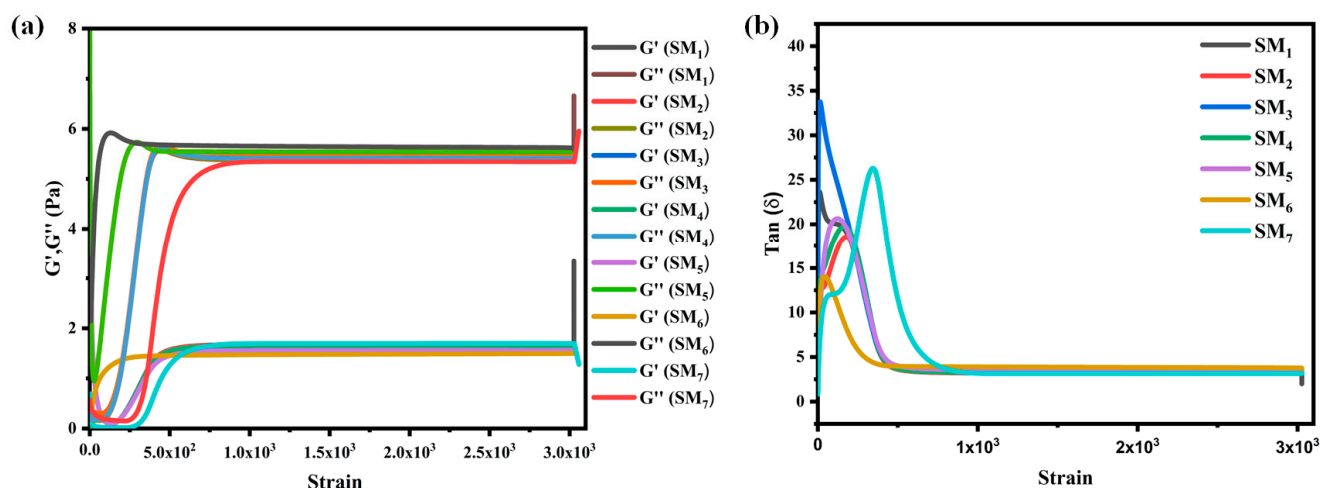 (a)
G',G'' (Pa)
8
6
4
2
0
0.0 5.0x10² 1.0x10³ 1.5x10³ 2.0x10³ 2.5x10³ 3.0x10³
Strain
G' (SM₁)
G'' (SM₁)
G' (SM₂)
G'' (SM₂)
G' (SM₃)
G'' (SM₃
G' (SM₄)
G'' (SM₄)
G' (SM₅)
G'' (SM₅)
G' (SM₆)
G'' (SM₆)
G' (SM₇)
G'' (SM₇)
(b)
Tan (δ)
40
35
30
25
20
15
10
5
0
0 1x10³ 2x10³ 3x10³
Strain
SM₁
SM₂
SM₃
SM₄
SM₅
SM₆
SM₇